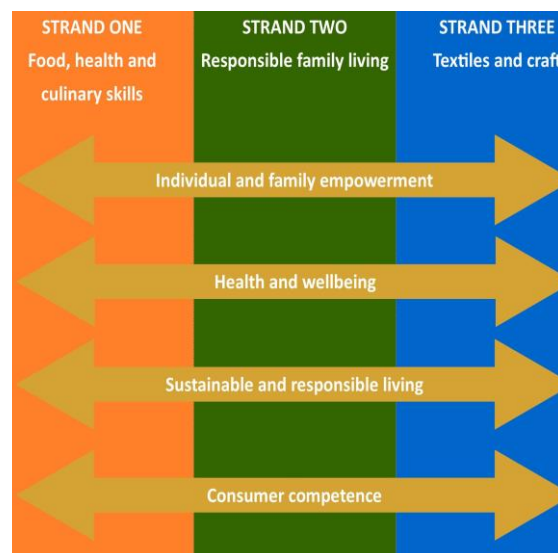 STRAND ONE
Food, health and
culinary skills
STRAND TWO
Responsible family living
STRAND THREE
Textiles and craft
Individual and family empowerment
Health and wellbeing
Sustainable and responsible living
Consumer competence